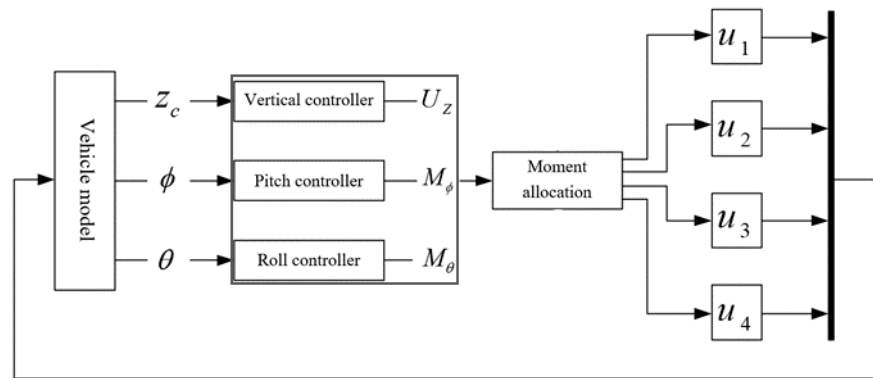 Vehicle model
z_c
ϕ
θ
Vertical controller
U_Z
Pitch controller
M_ϕ
Roll controller
M_θ
Moment
allocation
u_1
u_2
u_3
u_4